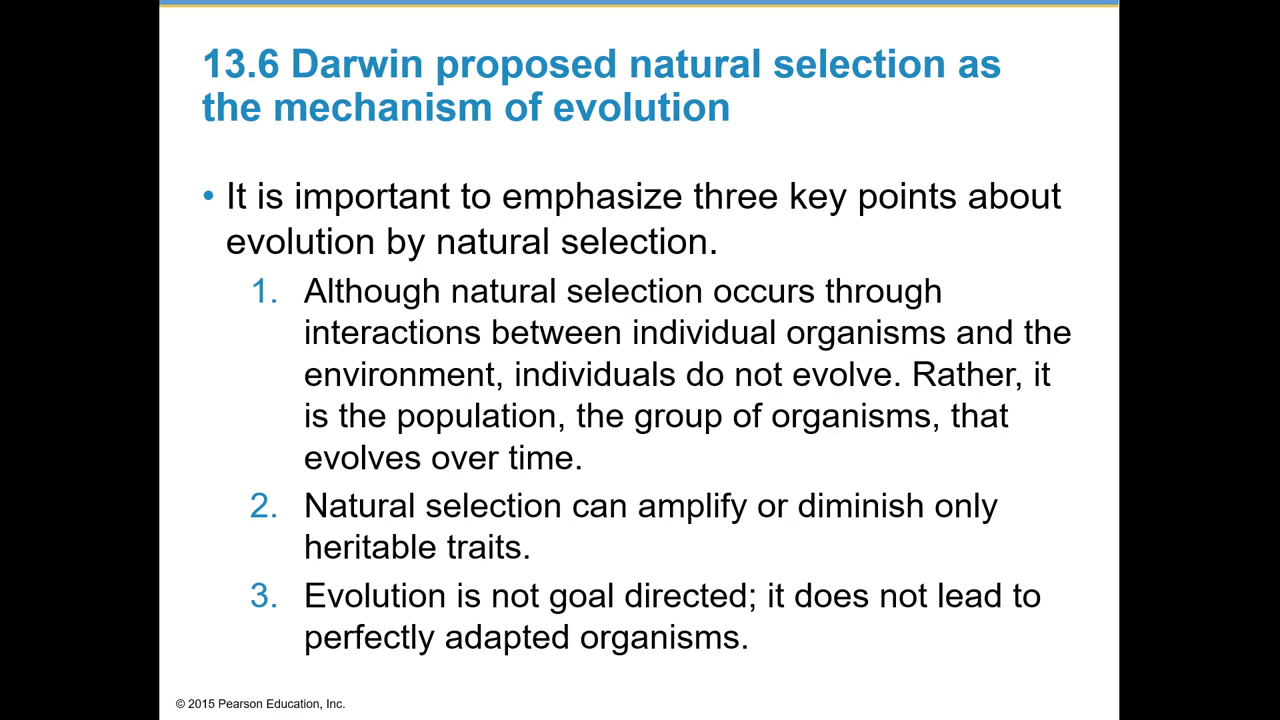 13.6 Darwin proposed natural selection as
the mechanism of evolution
• It is important to emphasize three key points about
evolution by natural selection.
1. Although natural selection occurs through
interactions between individual organisms and the
environment, individuals do not evolve. Rather, it
is the population, the group of organisms, that
evolves over time.
2. Natural selection can amplify or diminish only
heritable traits.
3. Evolution is not goal directed; it does not lead to
perfectly adapted organisms.
© 2015 Pearson Education, Inc.